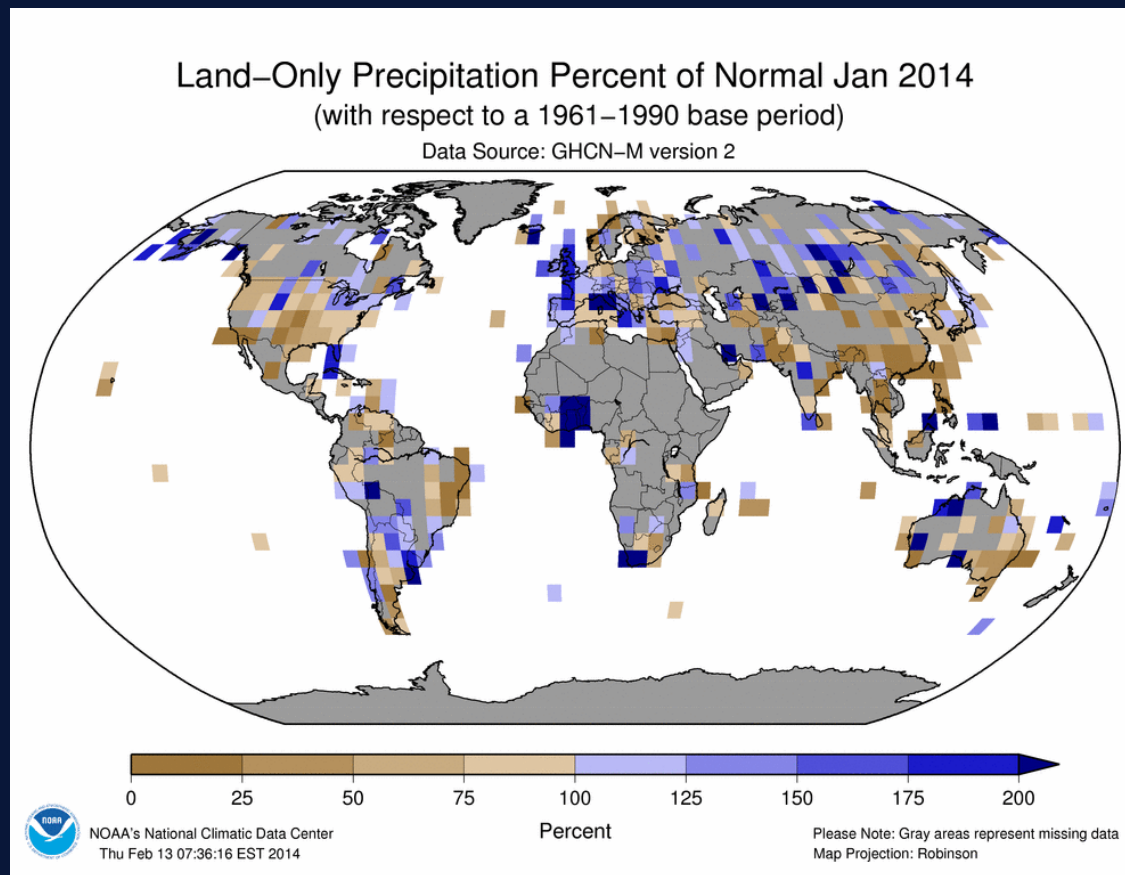 Land−Only Precipitation Percent of Normal Jan 2014
(with respect to a 1961−1990 base period)
Data Source: GHCN−M version 2
0 25 50 75 100 125 150 175 200
Percent
NOAA
NOAA's National Climatic Data Center
Thu Feb 13 07:36:16 EST 2014
Please Note: Gray areas represent missing data
Map Projection: Robinson